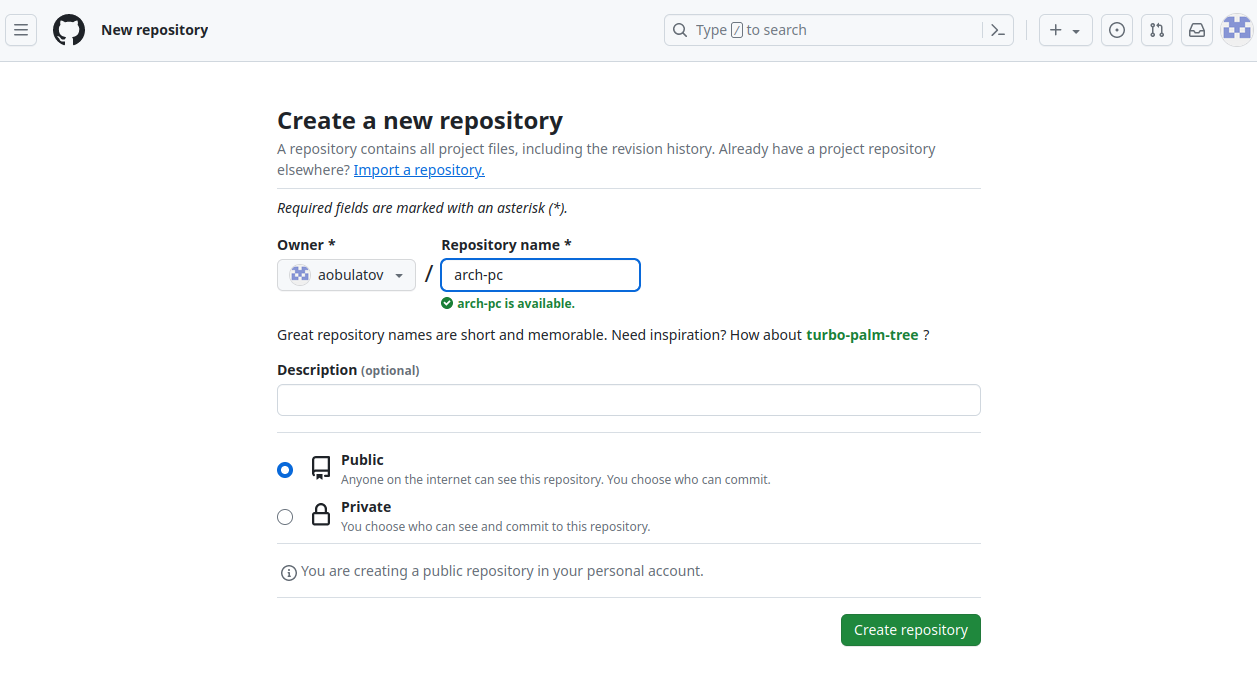 New repository
Type / to search
Create a new repository
A repository contains all project files, including the revision history. Already have a project repository
elsewhere? Import a repository.
Required fields are marked with an asterisk (*).
Owner * Repository name *
aobulatov / arch-pc
arch-pc is available.
Great repository names are short and memorable. Need inspiration? How about turbo-palm-tree ?
Description (optional)
Public
Anyone on the internet can see this repository. You choose who can commit.
Private
You choose who can see and commit to this repository.
You are creating a public repository in your personal account.
Create repository